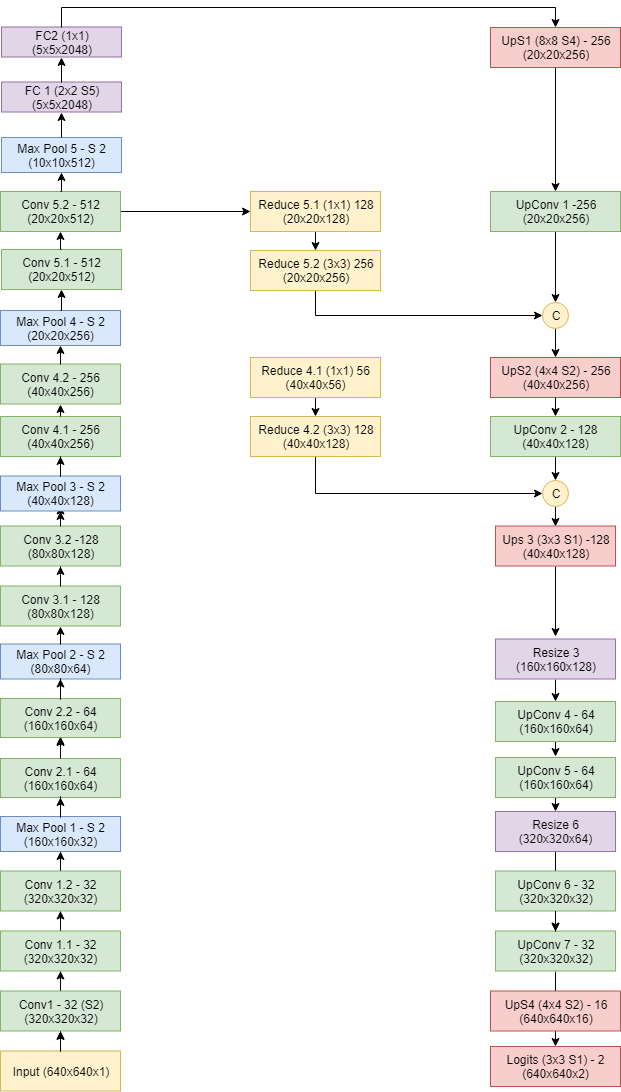 FC2 (1x1)
(5x5x2048)
FC 1 (2x2 S5)
(5x5x2048)
Max Pool 5 - S 2
(10x10x512)
Conv 5.2 - 512
(20x20x512)
Conv 5.1 - 512
(20x20x512)
Max Pool 4 - S 2
(20x20x256)
Conv 4.2 - 256
(40x40x256)
Conv 4.1 - 256
(40x40x256)
Max Pool 3 - S 2
(40x40x128)
Conv 3.2 -128
(80x80x128)
Conv 3.1 - 128
(80x80x128)
Max Pool 2 - S 2
(80x80x64)
Conv 2.2 - 64
(160x160x64)
Conv 2.1 - 64
(160x160x64)
Max Pool 1 - S 2
(160x160x32)
Conv 1.2 - 32
(320x320x32)
Conv 1.1 - 32
(320x320x32)
Conv1 - 32 (S2)
(320x320x32)
Input (640x640x1)
Reduce 5.1 (1x1) 128
(20x20x128)
Reduce 5.2 (3x3) 256
(20x20x256)
Reduce 4.1 (1x1) 56
(40x40x56)
Reduce 4.2 (3x3) 128
(40x40x128)
UpS1 (8x8 S4) - 256
(20x20x256)
UpConv 1 -256
(20x20x256)
C
UpS2 (4x4 S2) - 256
(40x40x256)
UpConv 2 - 128
(40x40x128)
C
Ups 3 (3x3 S1) -128
(40x40x128)
Resize 3
(160x160x128)
UpConv 4 - 64
(160x160x64)
UpConv 5 - 64
(160x160x64)
Resize 6
(320x320x64)
UpConv 6 - 32
(320x320x32)
UpConv 7 - 32
(320x320x32)
UpS4 (4x4 S2) - 16
(640x640x16)
Logits (3x3 S1) - 2
(640x640x2)